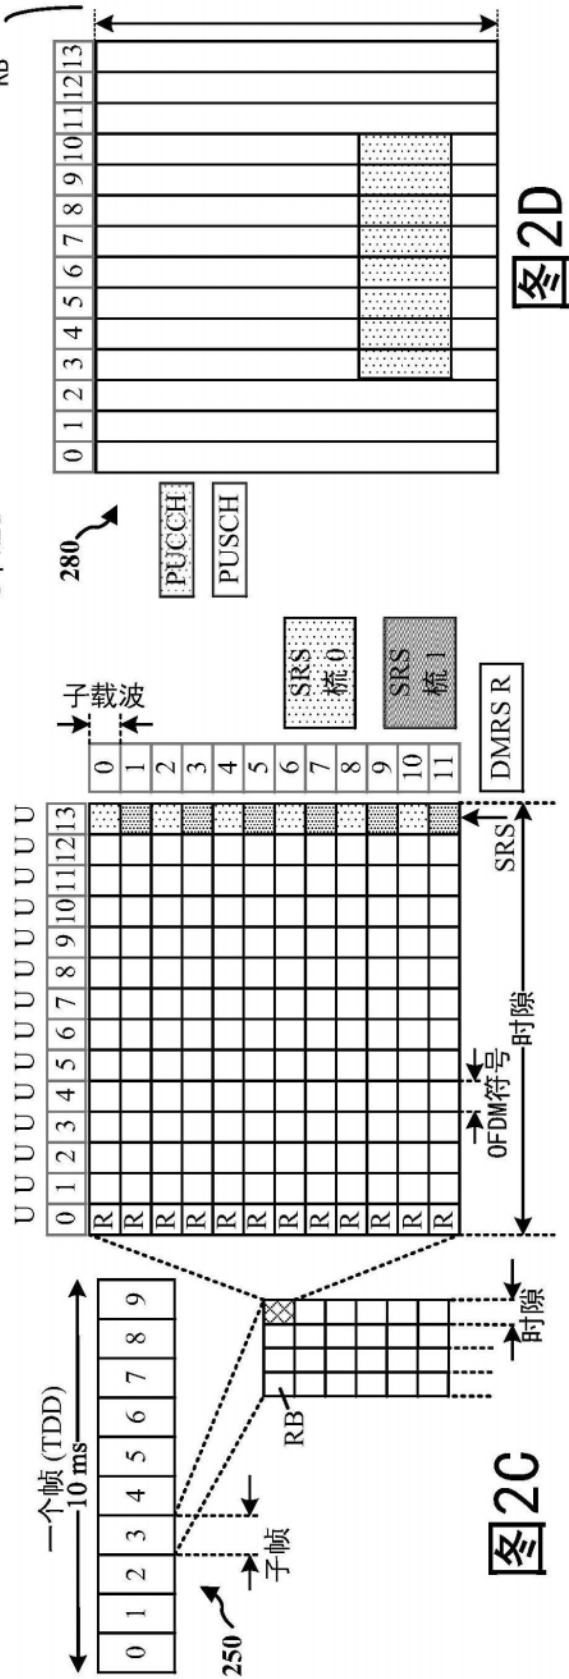 一个帧 (TDD)
10 ms
0 1 2 3 4 5 6 7 8 9
250
子帧
RB
时隙
图2C
U U U U U U U U U U U U U U
0 1 2 3 4 5 6 7 8 9 10 11 12 13
R
R
R
R
R
R
R
R
R
R
R
R
OFDM符号
时隙
SRS
子载波
0
1
2
3
4
5
6
7
8
9
10
11
SRS
梳 0
SRS
梳 1
DMRS R
280
PUCCH
PUSCH
0 1 2 3 4 5 6 7 8 9 10 11 12 13
图2D
RB